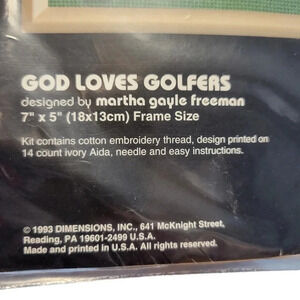 GOD LOVES GOLFERS
designed by martha gayle freeman
7" x 5" (18x13cm) Frame Size
Kit contains cotton embroidery thread, design printed on
14 count ivory Aida, needle and easy instructions.
© 1993 DIMENSIONS, INC., 641 McKnight Street,
Reading, PA 19601-2499 U.S.A.
Made and printed in U.S.A. All rights reserved.